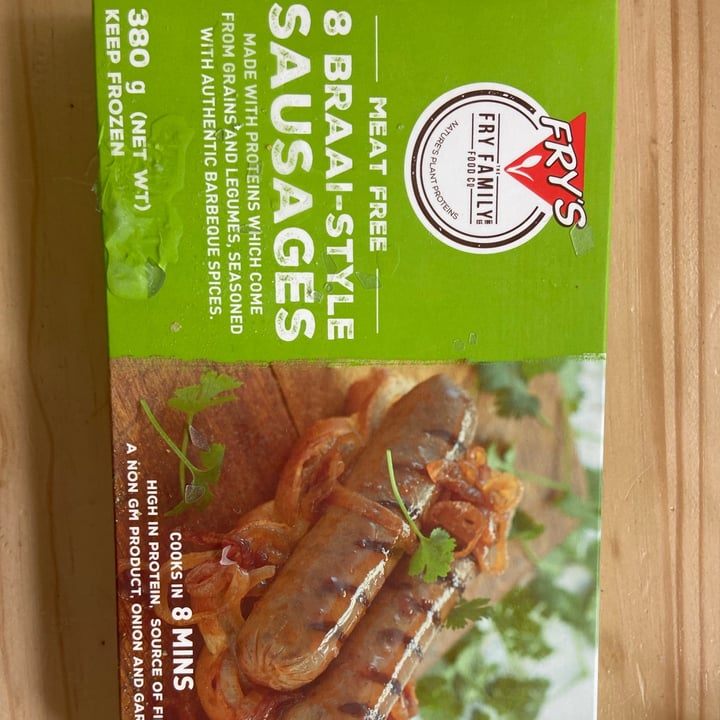 FRY'S
THE
FRY FAMILY
FOOD CO
NATURE'S PLANT PROTEINS
MEAT FREE
8 BRAAI-STYLE
SAUSAGES
MADE WITH PROTEINS WHICH COME
FROM GRAINS AND LEGUMES, SEASONED
WITH AUTHENTIC BARBEQUE SPICES.
380 g (NET WT)
KEEP FROZEN
COOKS IN 8 MINS
HIGH IN PROTEIN, SOURCE OF
A NON GM PRODUCT, ONION AND